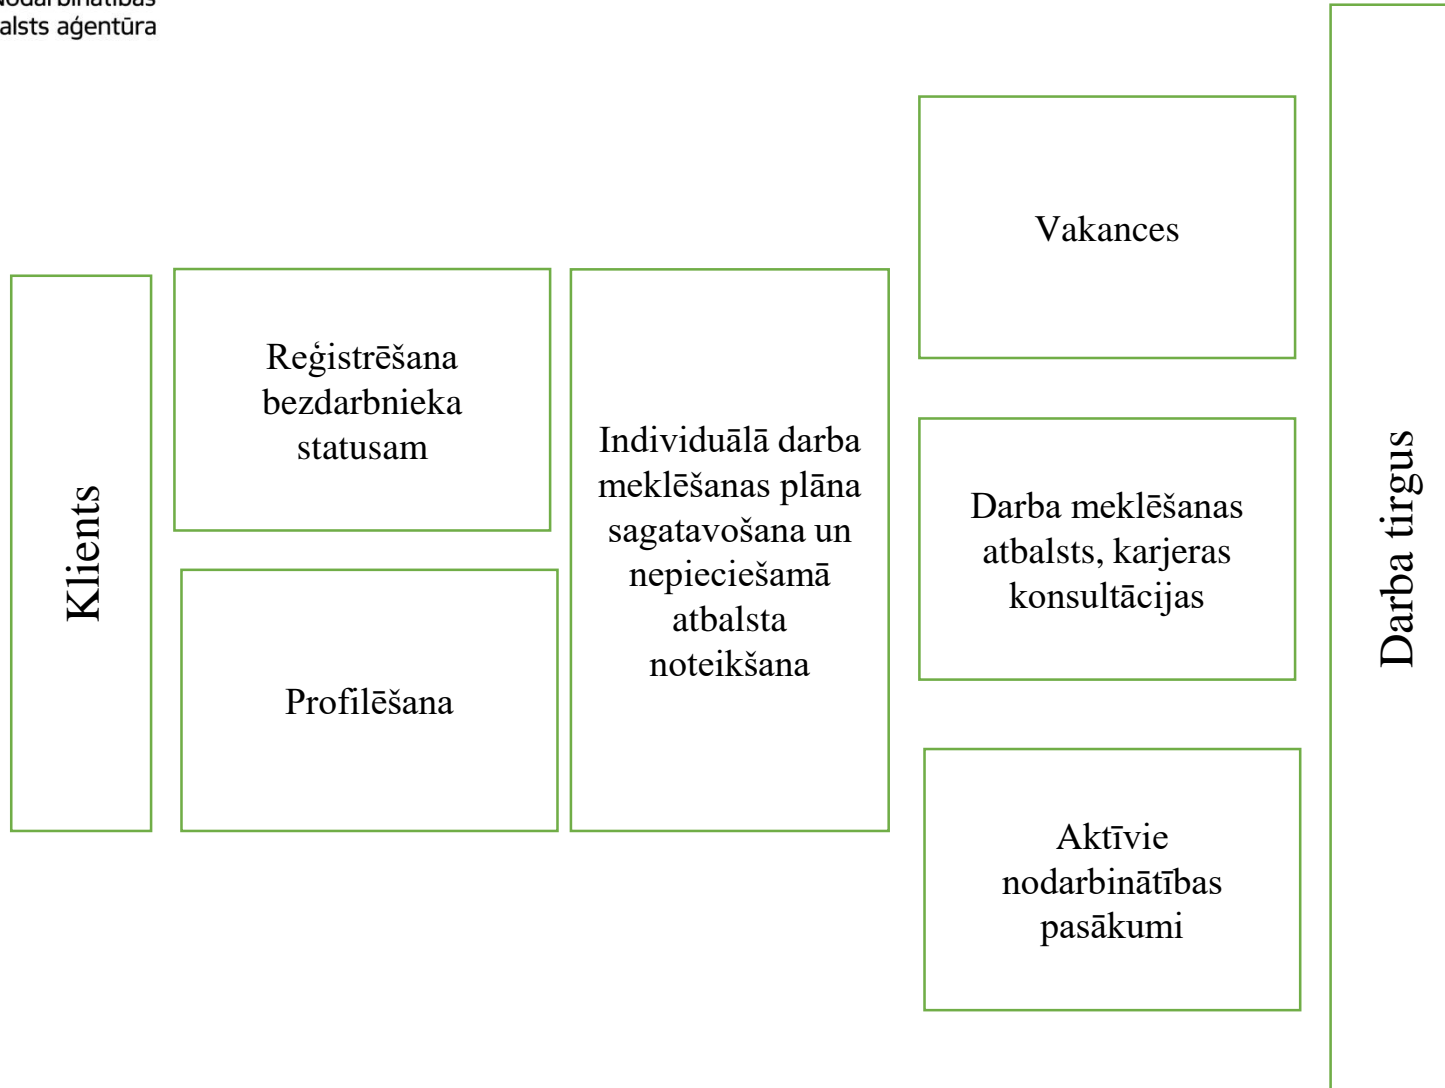 alsts aģentūra
Klients
Reģistrēšana
bezdarbnieka
statusam
Profilēšana
Individuālā darba
meklēšanas plāna
sagatavošana un
nepieciešamā
atbalsta
noteikšana
Vakances
Darba meklēšanas
atbalsts, karjeras
konsultācijas
Aktīvie
nodarbinātības
pasākumi
Darba tirgus